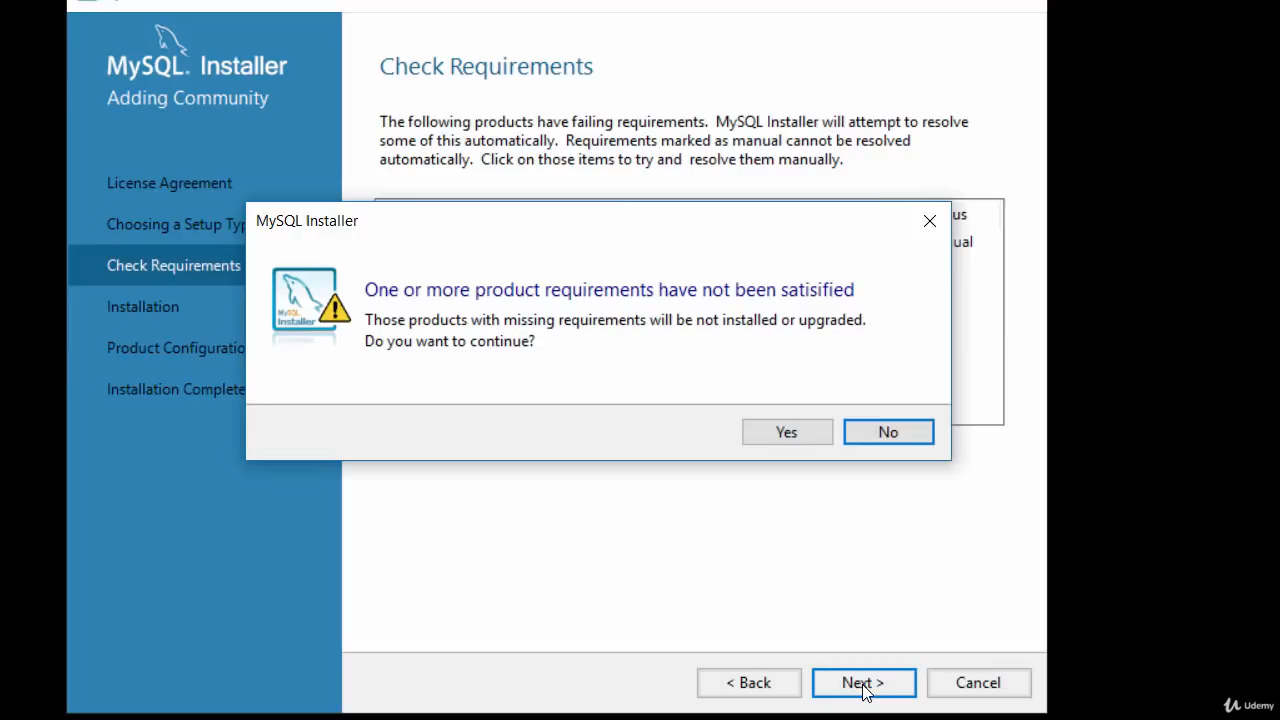 MySQL. Installer
Adding Community
License Agreement
Choosing a Setup Typ
Check Requirements
Installation
Product Configuratio
Installation Complete
Check Requirements
The following products have failing requirements. MySQL Installer will attempt to resolve
some of this automatically. Requirements marked as manual cannot be resolved
automatically. Click on those items to try and resolve them manually.
us
ual
MySQL Installer
MySQL
Installer
One or more product requirements have not been satisified
Those products with missing requirements will be not installed or upgraded.
Do you want to continue?
Yes
No
< Back
Next >
Cancel
Udemy